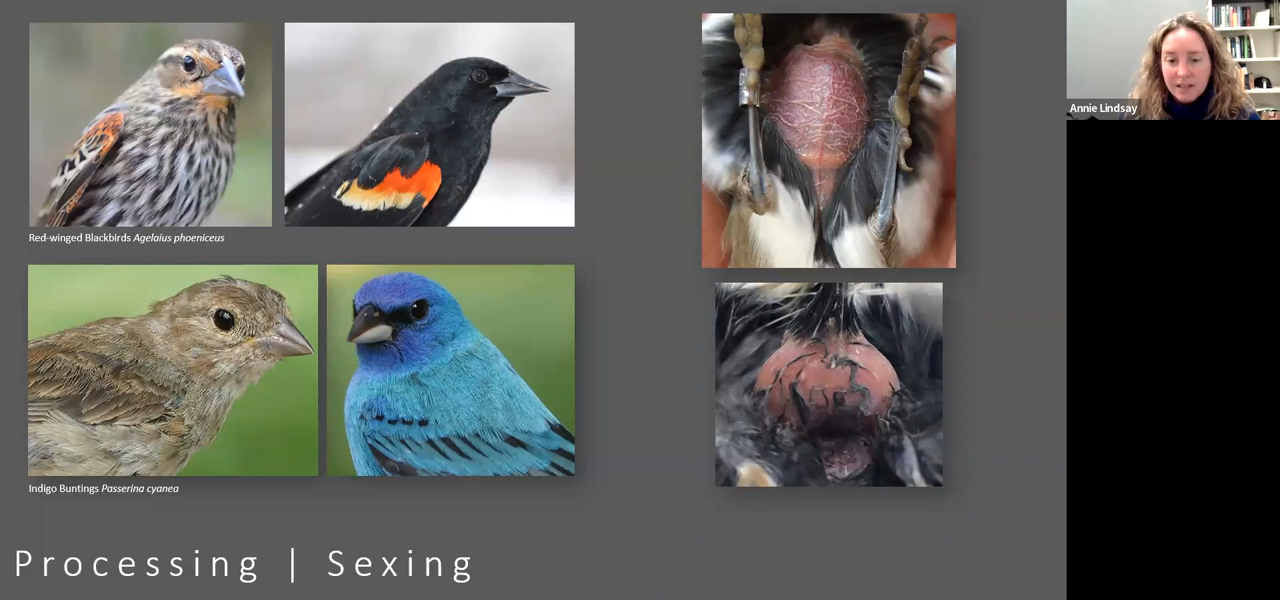 Annie Lindsay
Red-winged Blackbirds Agelaius phoeniceus
Indigo Buntings Passerina cyanea
Processing | Sexing